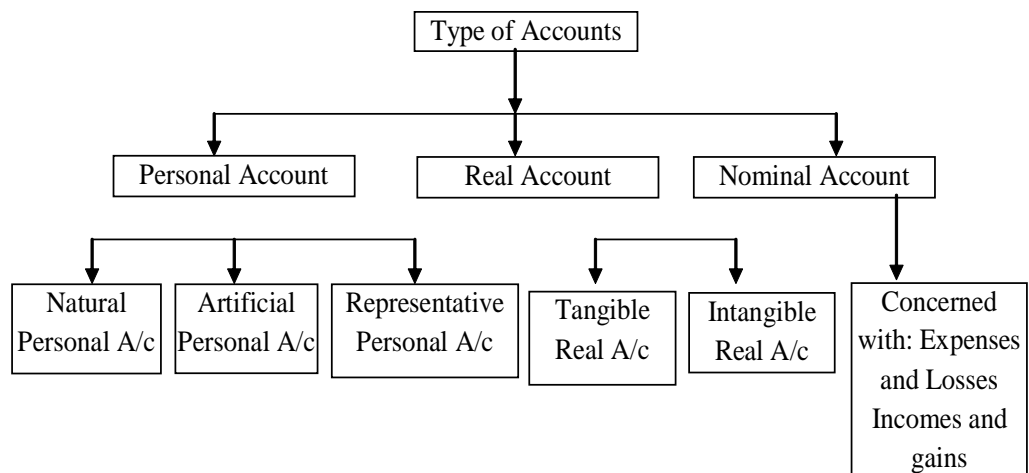 Type of Accounts
Personal Account
Real Account
Nominal Account
Natural
Personal A/c
Artificial
Personal A/c
Representative
Personal A/c
Tangible
Real A/c
Intangible
Real A/c
Concerned
with: Expenses
and Losses
Incomes and
gains